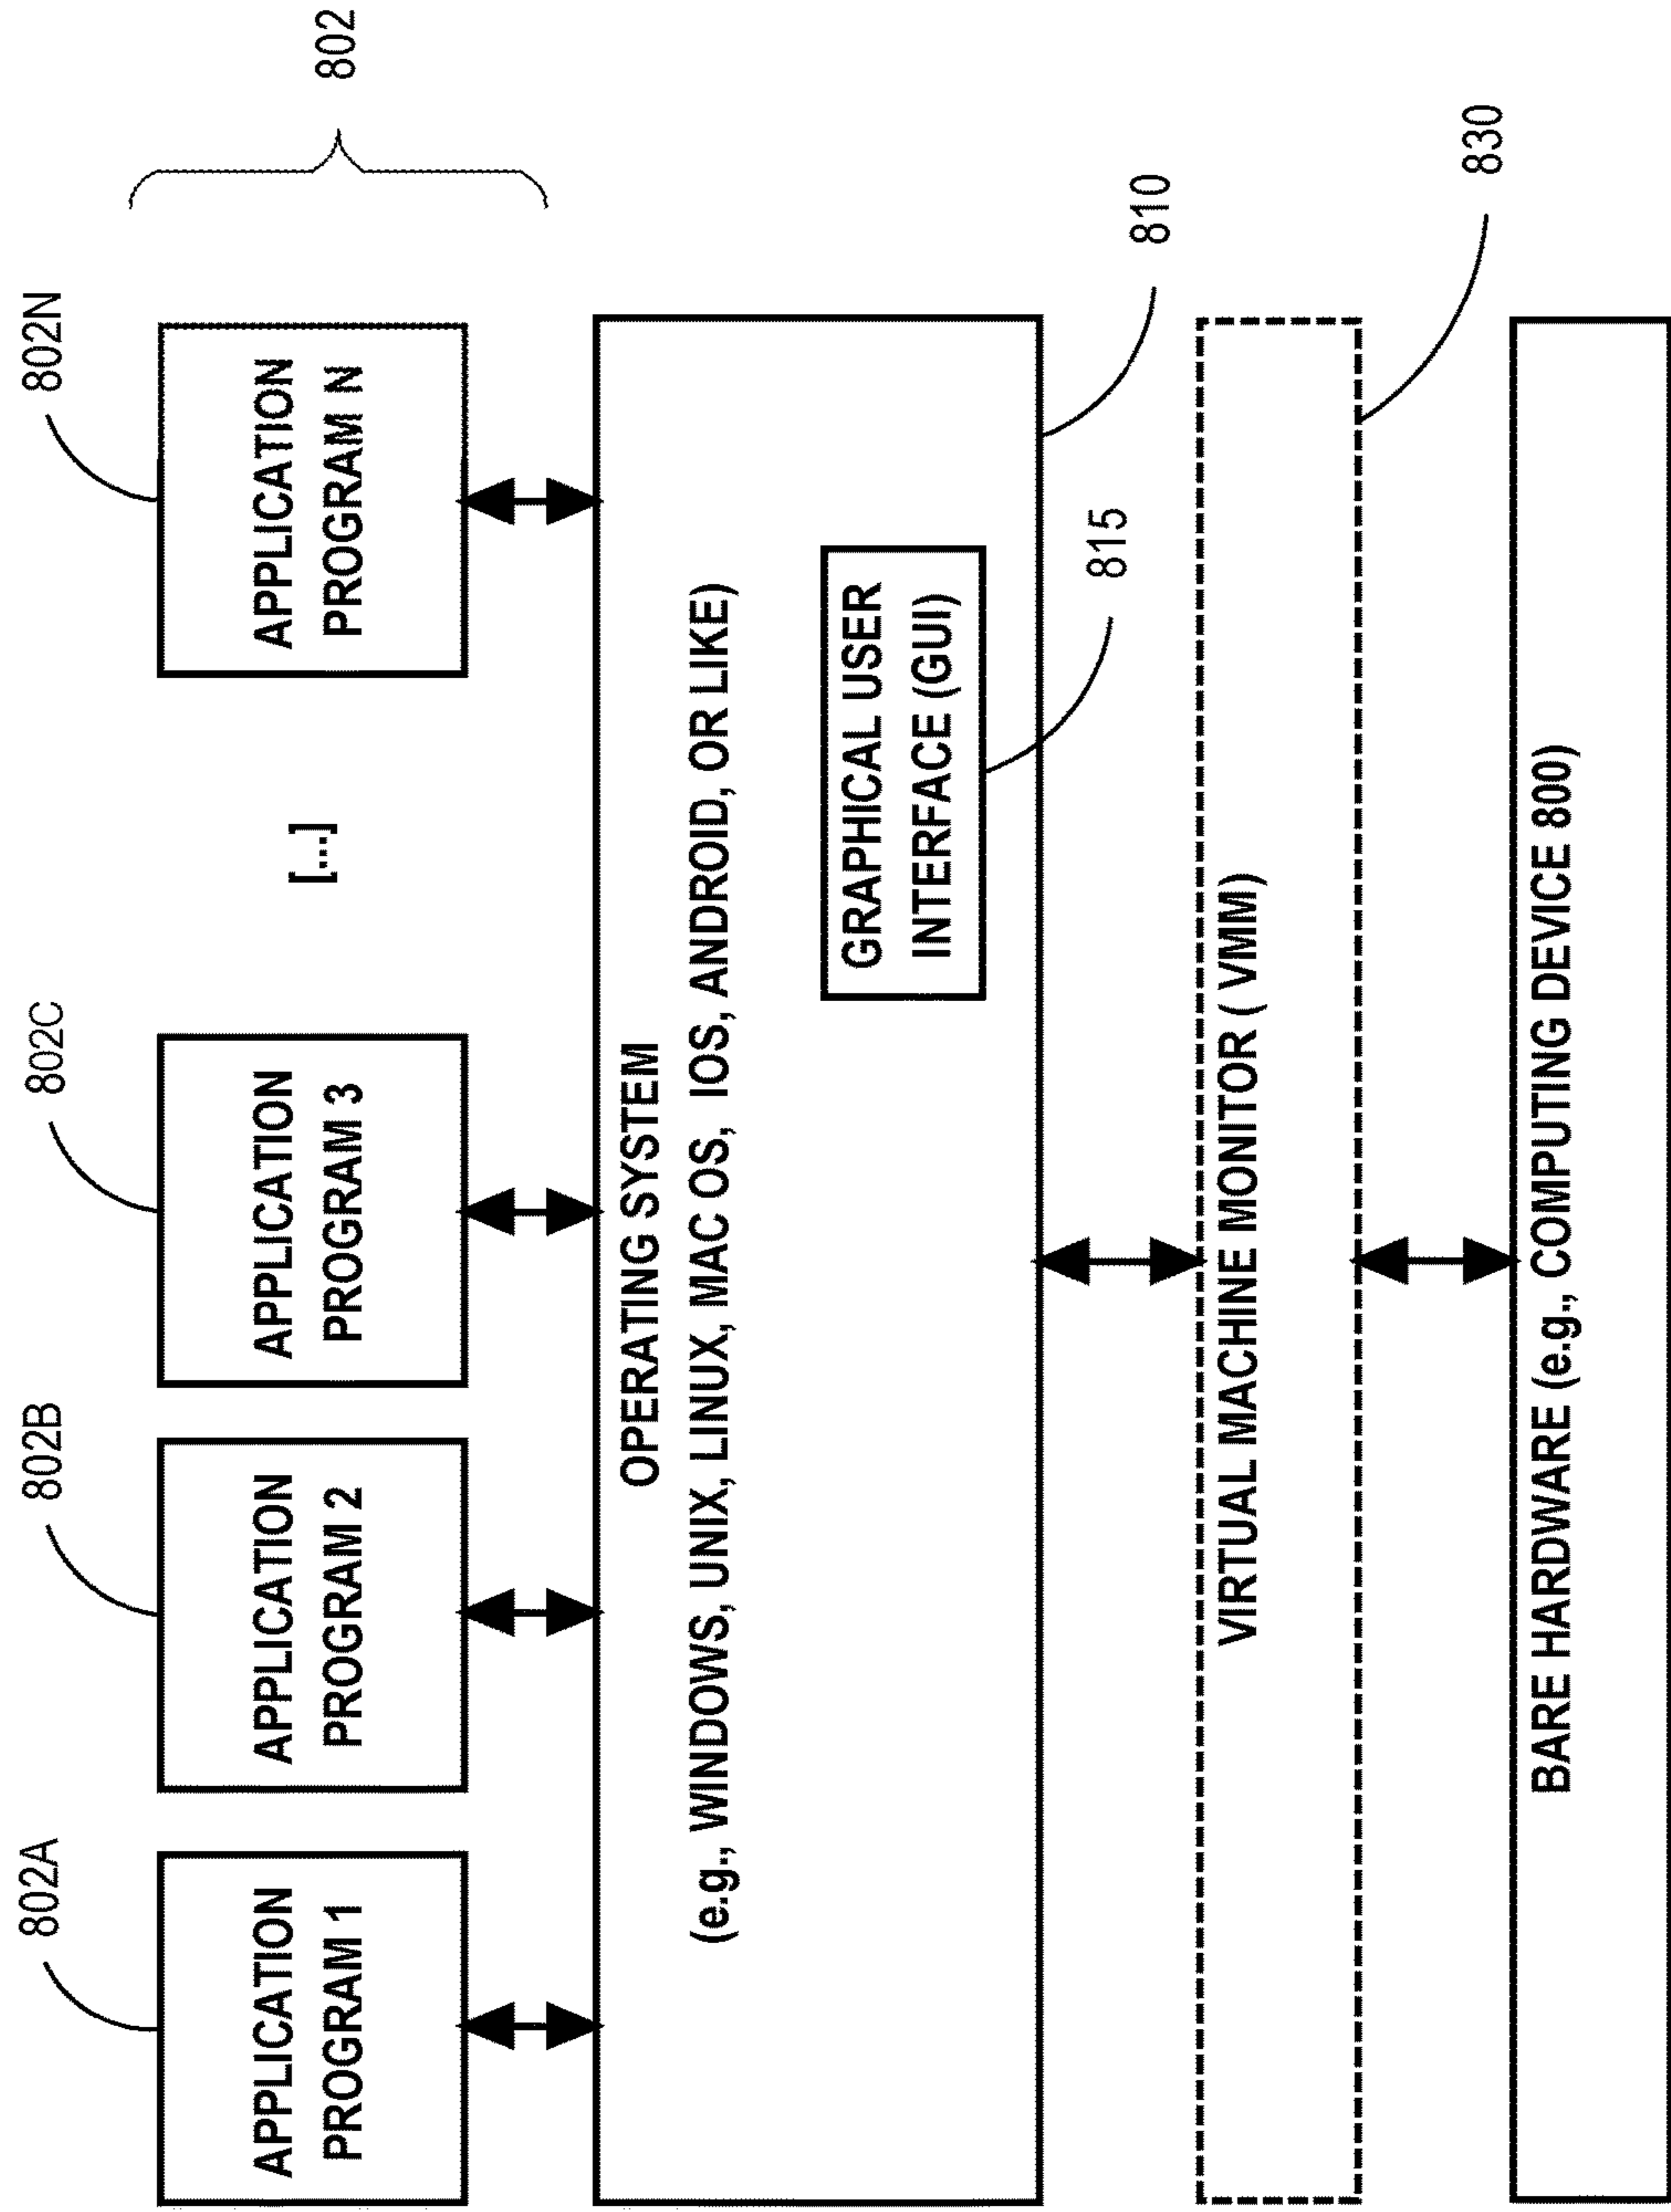 802
802A
802B
802C
802N
APPLICATION
PROGRAM 1
APPLICATION
PROGRAM 2
APPLICATION
PROGRAM 3
[...]
APPLICATION
PROGRAM N
OPERATING SYSTEM
(e.g., WINDOWS, UNIX, LINUX, MAC OS, IOS, ANDROID, OR LIKE)
GRAPHICAL USER
INTERFACE (GUI)
815
810
VIRTUAL MACHINE MONITOR ( VMM)
830
BARE HARDWARE (e.g., COMPUTING DEVICE 800)